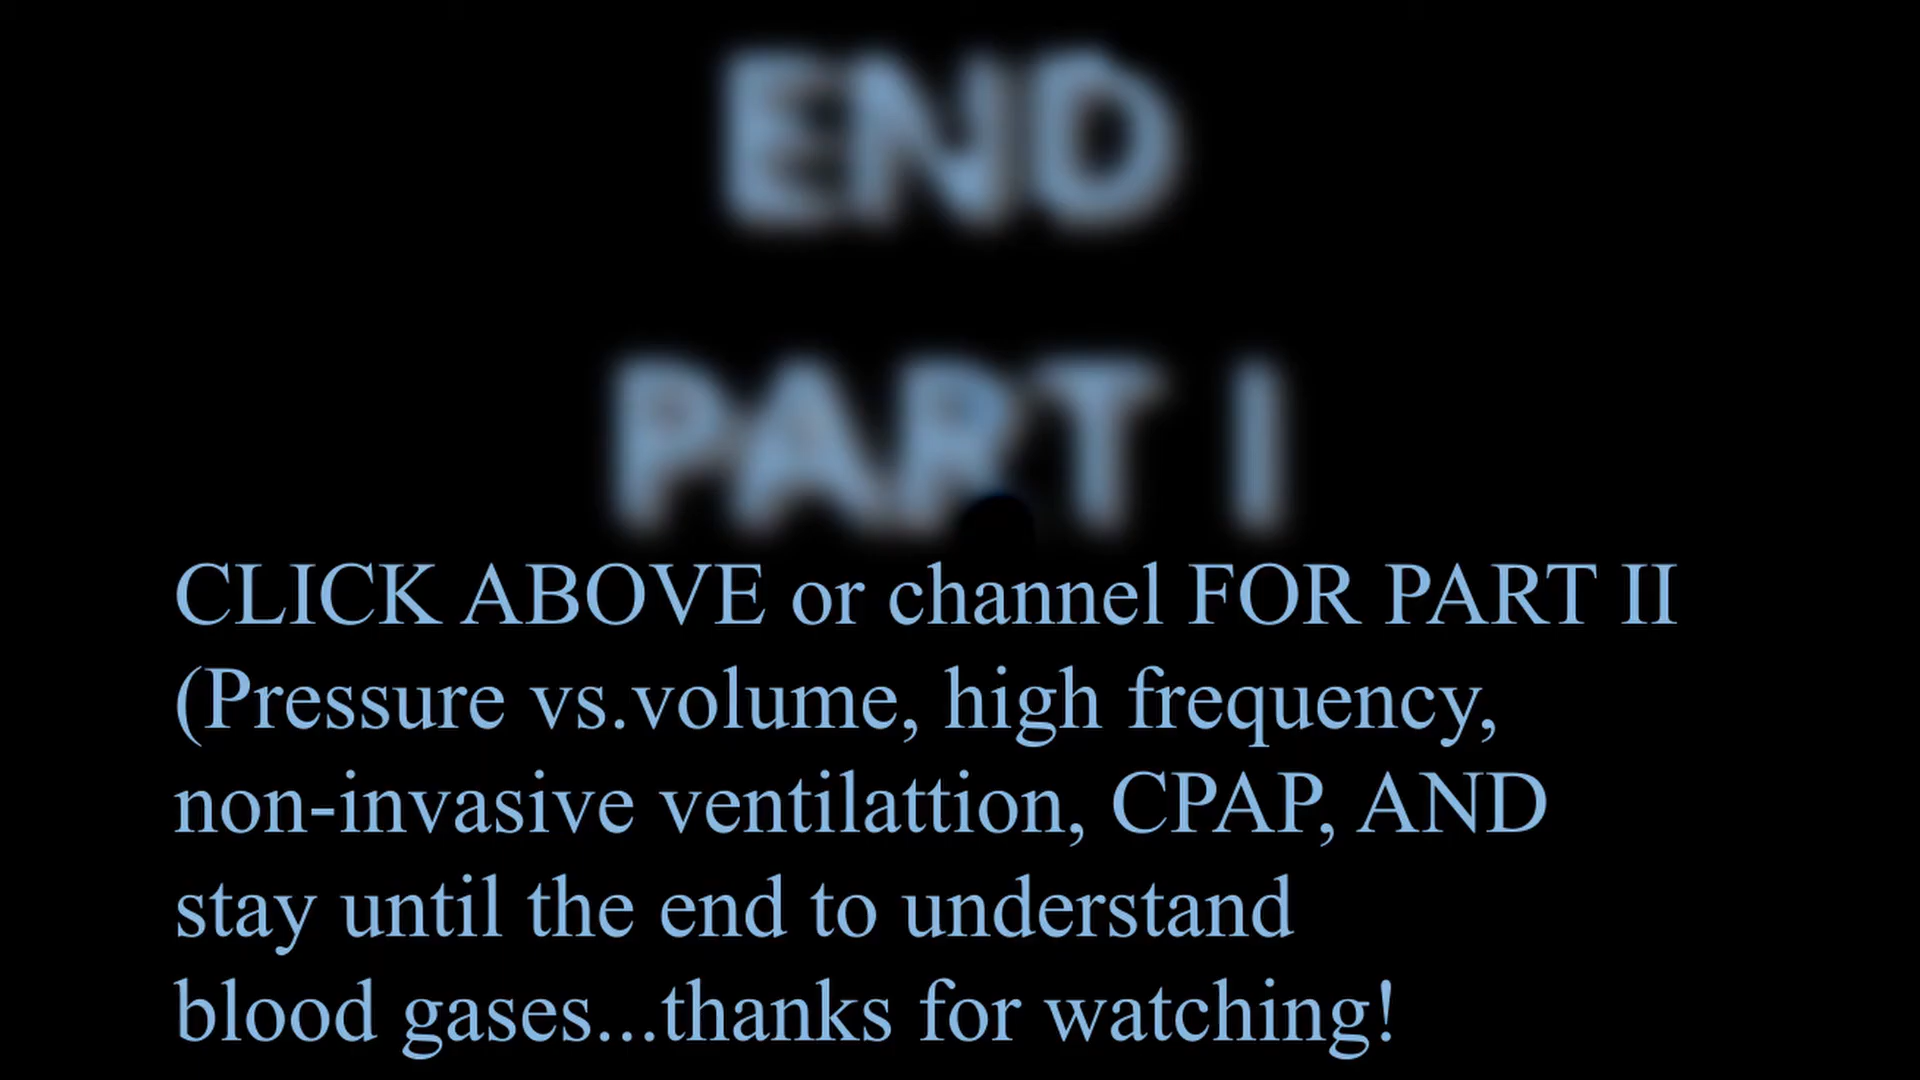 END
PART I
CLICK ABOVE or channel FOR PART II
(Pressure vs.volume, high frequency,
non-invasive ventilattion, CPAP, AND
stay until the end to understand
blood gases...thanks for watching!